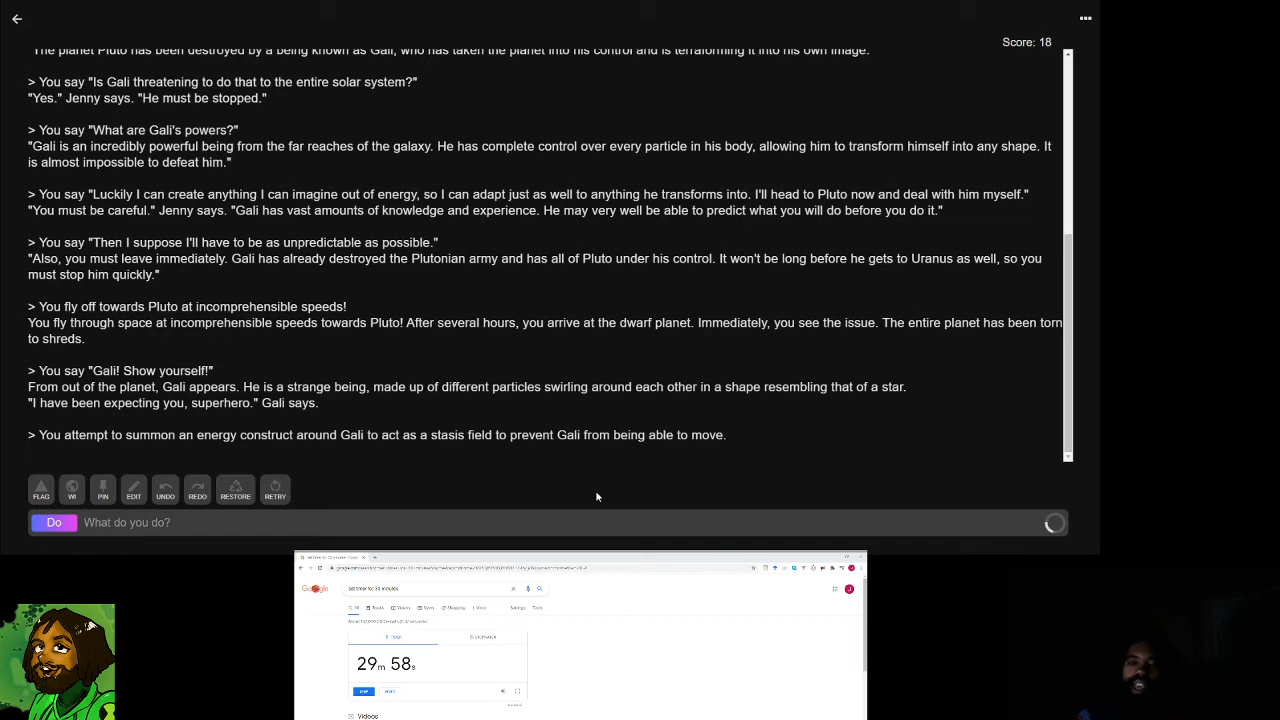 Score: 18
The planet Pluto has been destroyed by a being known as Gali, who has taken the planet into his control and is terraforming it into his own image.
> You say "Is Gali threatening to do that to the entire solar system?"
"Yes." Jenny says. "He must be stopped."
> You say "What are Gali's powers?"
"Gali is an incredibly powerful being from the far reaches of the galaxy. He has complete control over every particle in his body, allowing him to transform himself into any shape. It
is almost impossible to defeat him."
> You say "Luckily I can create anything I can imagine out of energy, so I can adapt just as well to anything he transforms into. I'll head to Pluto now and deal with him myself."
"You must be careful." Jenny says. "Gali has vast amounts of knowledge and experience. He may very well be able to predict what you will do before you do it."
> You say "Then I suppose I'll have to be as unpredictable as possible."
"Also, you must leave immediately. Gali has already destroyed the Plutonian army and has all of Pluto under his control. It won't be long before he gets to Uranus as well, so you
must stop him quickly."
> You fly off towards Pluto at incomprehensible speeds!
You fly through space at incomprehensible speeds towards Pluto! After several hours, you arrive at the dwarf planet. Immediately, you see the issue. The entire planet has been torn
to shreds.
> You say "Gali! Show yourself!"
From out of the planet, Gali appears. He is a strange being, made up of different particles swirling around each other in a shape resembling that of a star.
"I have been expecting you, superhero." Gali says.
> You attempt to summon an energy construct around Gali to act as a stasis field to prevent Gali from being able to move.
FLAG WI PIN EDIT UNDO REDO RESTORE RETRY
Do What do you do?
Google set timer for 30 minutes
All Books Videos News Shopping More Settings Tools
29m 58s
Videos